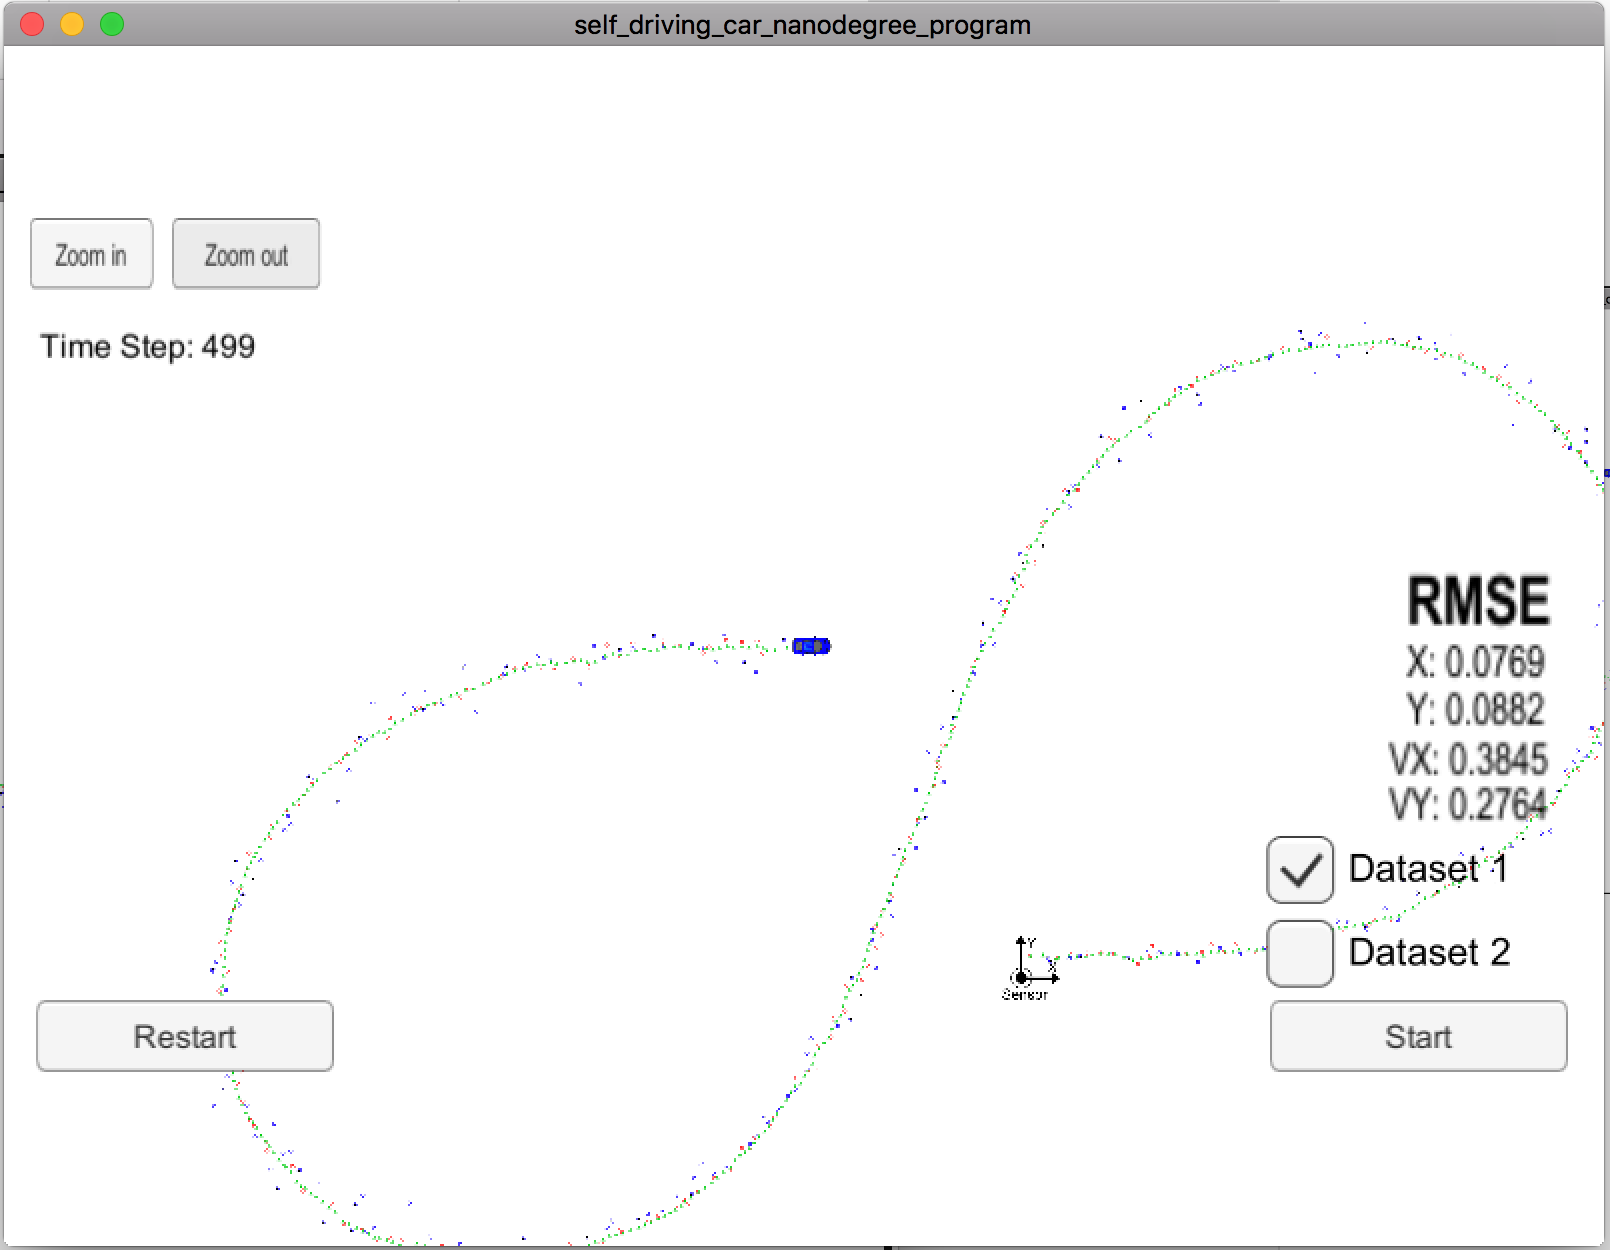 self_driving_car_nanodegree_program
Zoom in
Zoom out
Time Step: 499
RMSE
X: 0.0769
Y: 0.0882
VX: 0.3845
VY: 0.2764
Dataset 1
Y
X
Sensor
Dataset 2
Restart
Start